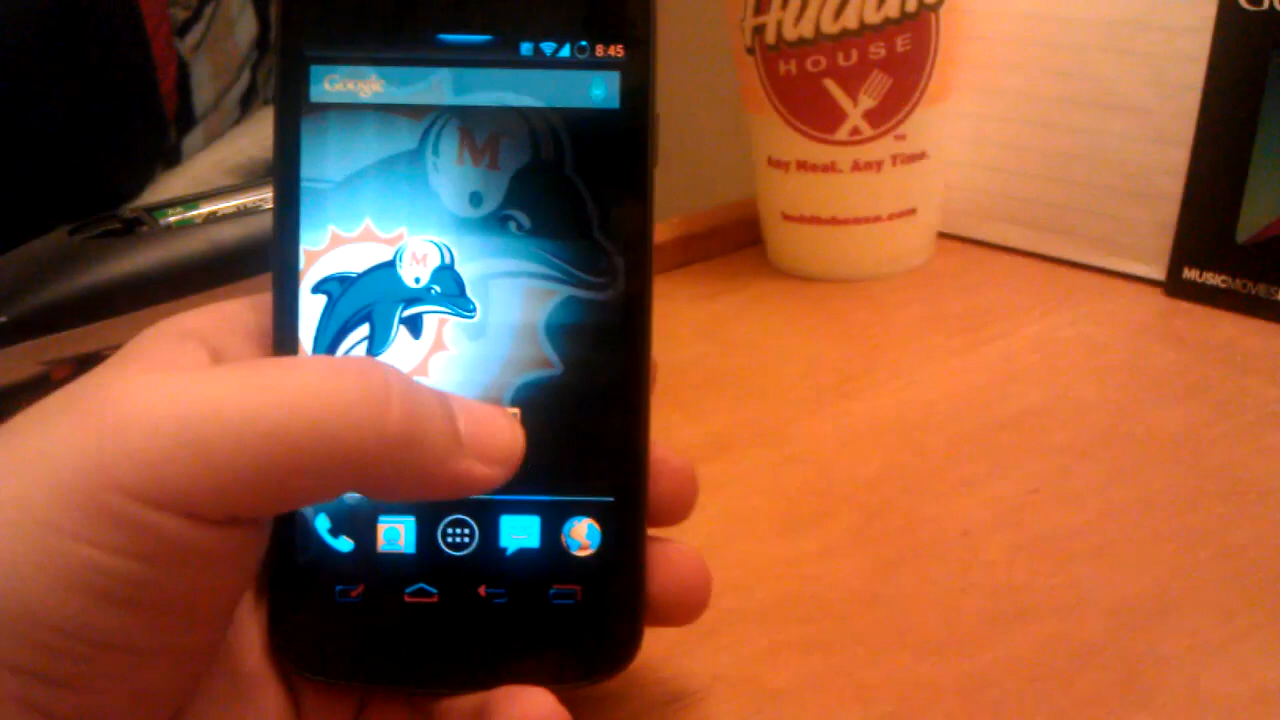 8:45
Google
M
M
Huddle
HOUSE
Any Meal. Any Time.
huddlehouse.com
MUSICMOVIES